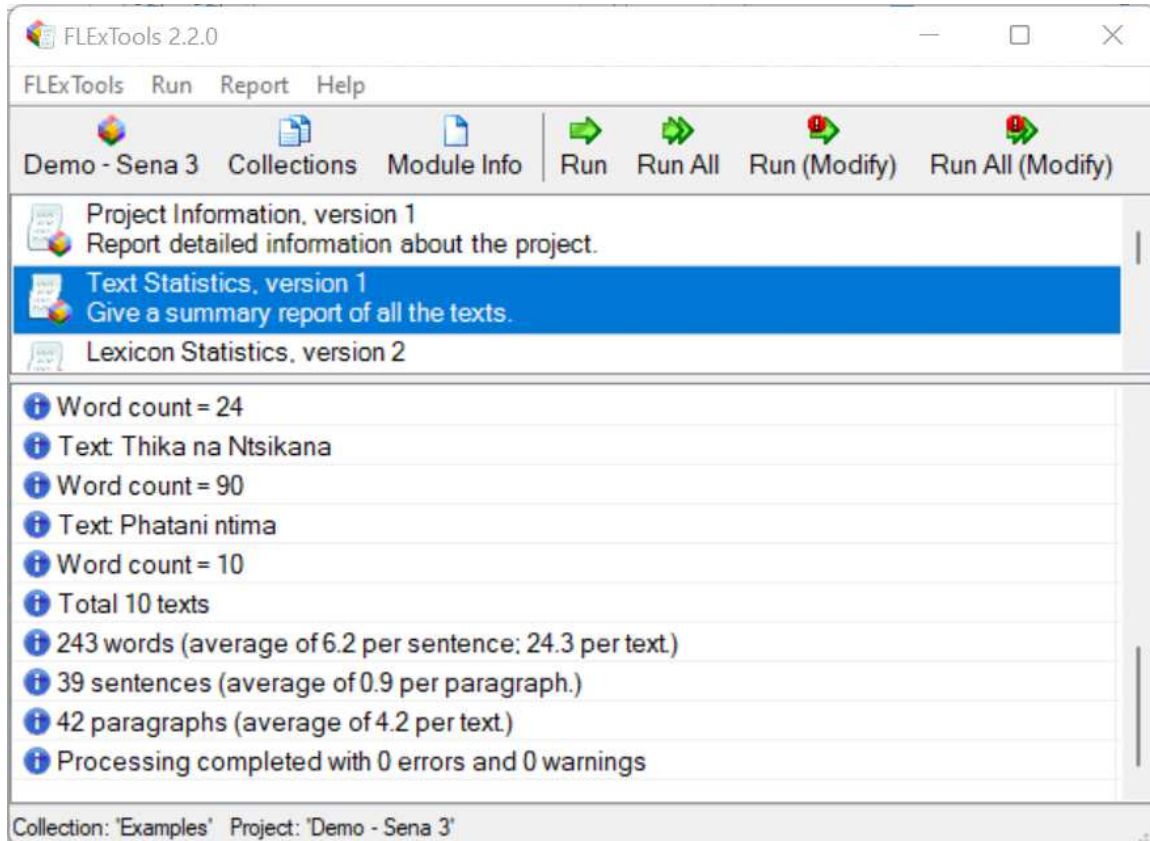 FLExTools 2.2.0
FLExTools Run Report Help
Demo - Sena 3 Collections Module Info Run Run All Run (Modify) Run All (Modify)
Project Information, version 1
Report detailed information about the project.
Text Statistics, version 1
Give a summary report of all the texts.
Lexicon Statistics, version 2
Word count = 24
Text: Thika na Ntsikana
Word count = 90
Text: Phatani ntima
Word count = 10
Total 10 texts
243 words (average of 6.2 per sentence; 24.3 per text.)
39 sentences (average of 0.9 per paragraph.)
42 paragraphs (average of 4.2 per text.)
Processing completed with 0 errors and 0 warnings
Collection: 'Examples' Project: 'Demo - Sena 3'